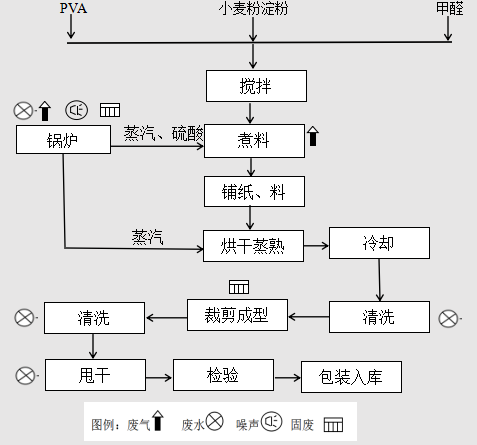 PVA 小麦粉淀粉 甲醛
搅拌
锅炉 蒸汽、硫酸 煮料
铺纸、料
蒸汽 烘干蒸熟 冷却
清洗 裁剪成型 清洗
甩干 检验 包装入库
图例：废气 废水 噪声 固废